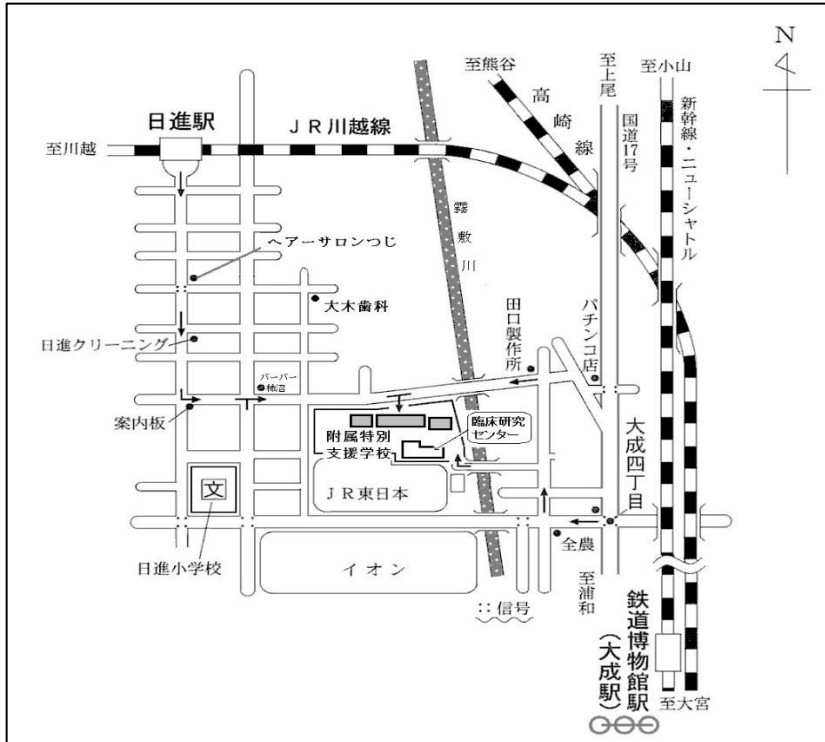 N
至熊谷
至上尾
至小山
日進駅
JR川越線
高崎線
国道17号
新幹線・ニューシャトル
至川越
霧敷川
ヘアーサロンつじ
大木歯科
田口製作所
パチンコ店
日進クリーニング
バーバー
柿沼
案内板
附属特別
支援学校
臨床研究
センター
大成四丁目
文
JR東日本
全農
日進小学校
イオン
至浦和
::信号
鉄道博物館駅
(大成駅)
至大宮